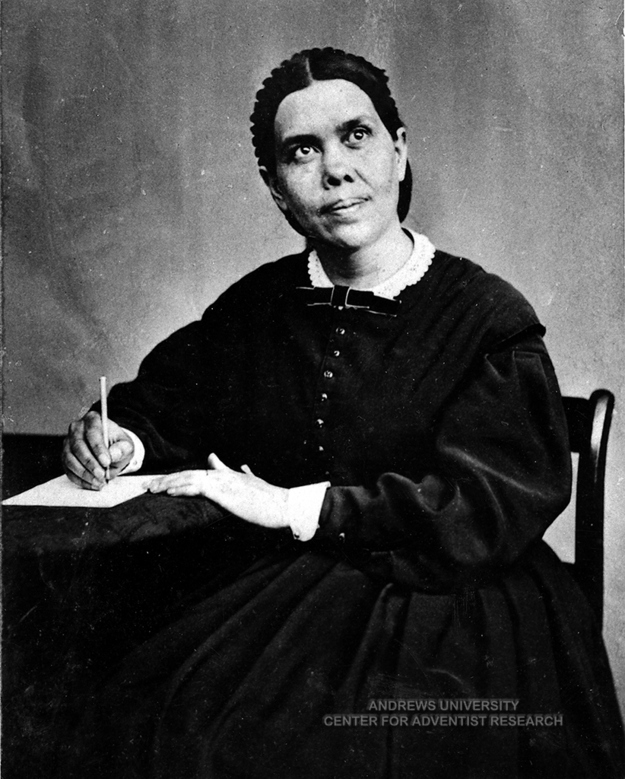 ANDREWS UNIVERSITY
CENTER FOR ADVENTIST RESEARCH